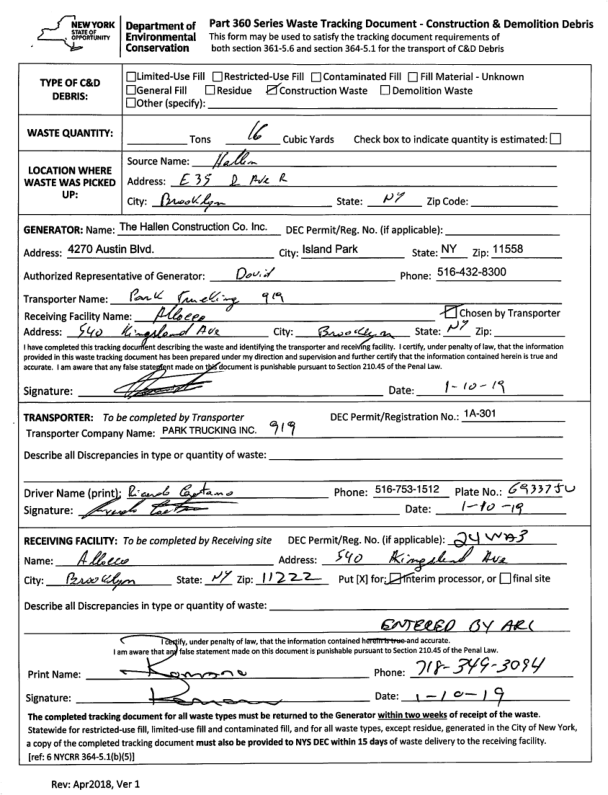 NEW YORK
STATE OF
OPPORTUNITY
Department of
Environmental
Conservation
Part 360 Series Waste Tracking Document - Construction & Demolition Debris
This form may be used to satisfy the tracking document requirements of
both section 361-5.6 and section 364-5.1 for the transport of C&D Debris
TYPE OF C&D
DEBRIS:
☐Limited-Use Fill ☐Restricted-Use Fill ☐Contaminated Fill ☐Fill Material - Unknown
☐General Fill ☐Residue ☑Construction Waste ☐Demolition Waste
☐Other (specify):
WASTE QUANTITY: Tons 16 Cubic Yards Check box to indicate quantity is estimated: ☐
LOCATION WHERE
WASTE WAS PICKED
UP:
Source Name: Hallen
Address: E 35 D Ave R
City: Brooklyn State: NY Zip Code:
GENERATOR: Name: The Hallen Construction Co. Inc. DEC Permit/Reg. No. (if applicable):
Address: 4270 Austin Blvd. City: Island Park State: NY Zip: 11558
Authorized Representative of Generator: David Phone: 516-432-8300
Transporter Name: Park Trucking 919
Receiving Facility Name: Allocco ☑Chosen by Transporter
Address: 540 Kingsland Ave City: Brooklyn State: NY Zip:
I have completed this tracking document describing the waste and identifying the transporter and receiving facility. I certify, under penalty of law, that the information
provided in this waste tracking document has been prepared under my direction and supervision and further certify that the information contained herein is true and
accurate. I am aware that any false statement made on this document is punishable pursuant to Section 210.45 of the Penal Law.
Signature: Date: 1-10-19
TRANSPORTER: To be completed by Transporter DEC Permit/Registration No.: 1A-301
Transporter Company Name: PARK TRUCKING INC. 919
Describe all Discrepancies in type or quantity of waste:
Driver Name (print): Ricardo Caetano Phone: 516-753-1512 Plate No.: 69337JU
Signature: Date: 1-10-19
RECEIVING FACILITY: To be completed by Receiving site DEC Permit/Reg. No. (if applicable): 24WA3
Name: Allocco Address: 540 Kingsland Ave
City: Brooklyn State: NY Zip: 11222 Put [X] for: ☑Interim processor, or ☐final site
Describe all Discrepancies in type or quantity of waste:
ENTERED BY ARC
I certify, under penalty of law, that the information contained herein is true and accurate.
I am aware that any false statement made on this document is punishable pursuant to Section 210.45 of the Penal Law.
Print Name: Phone: 718-349-3094
Signature: Date: 1-10-19
The completed tracking document for all waste types must be returned to the Generator within two weeks of receipt of the waste.
Statewide for restricted-use fill, limited-use fill and contaminated fill, and for all waste types, except residue, generated in the City of New York,
a copy of the completed tracking document must also be provided to NYS DEC within 15 days of waste delivery to the receiving facility.
[ref: 6 NYCRR 364-5.1(b)(5)]
Rev: Apr2018, Ver 1